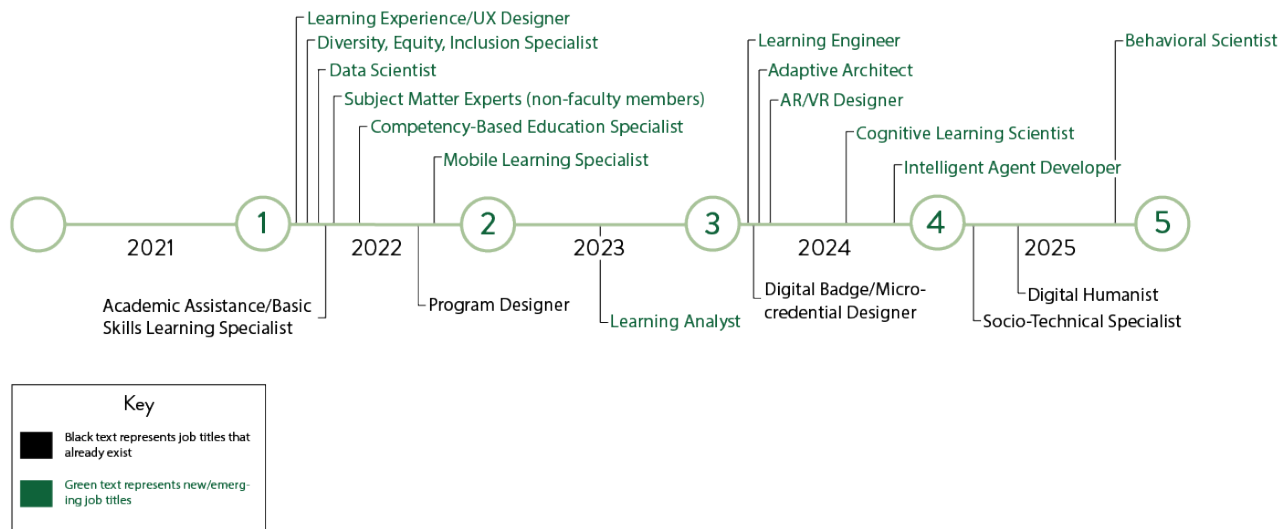 Learning Experience/UX Designer
Diversity, Equity, Inclusion Specialist
Data Scientist
Subject Matter Experts (non-faculty members)
Competency-Based Education Specialist
Mobile Learning Specialist
Learning Engineer
Adaptive Architect
AR/VR Designer
Cognitive Learning Scientist
Intelligent Agent Developer
Behavioral Scientist
1
2
3
4
5
2021
2022
2023
2024
2025
Academic Assistance/Basic
Skills Learning Specialist
Program Designer
Learning Analyst
Digital Badge/Micro-
credential Designer
Digital Humanist
Socio-Technical Specialist
Key
Black text represents job titles that
already exist
Green text represents new/emerg-
ing job titles